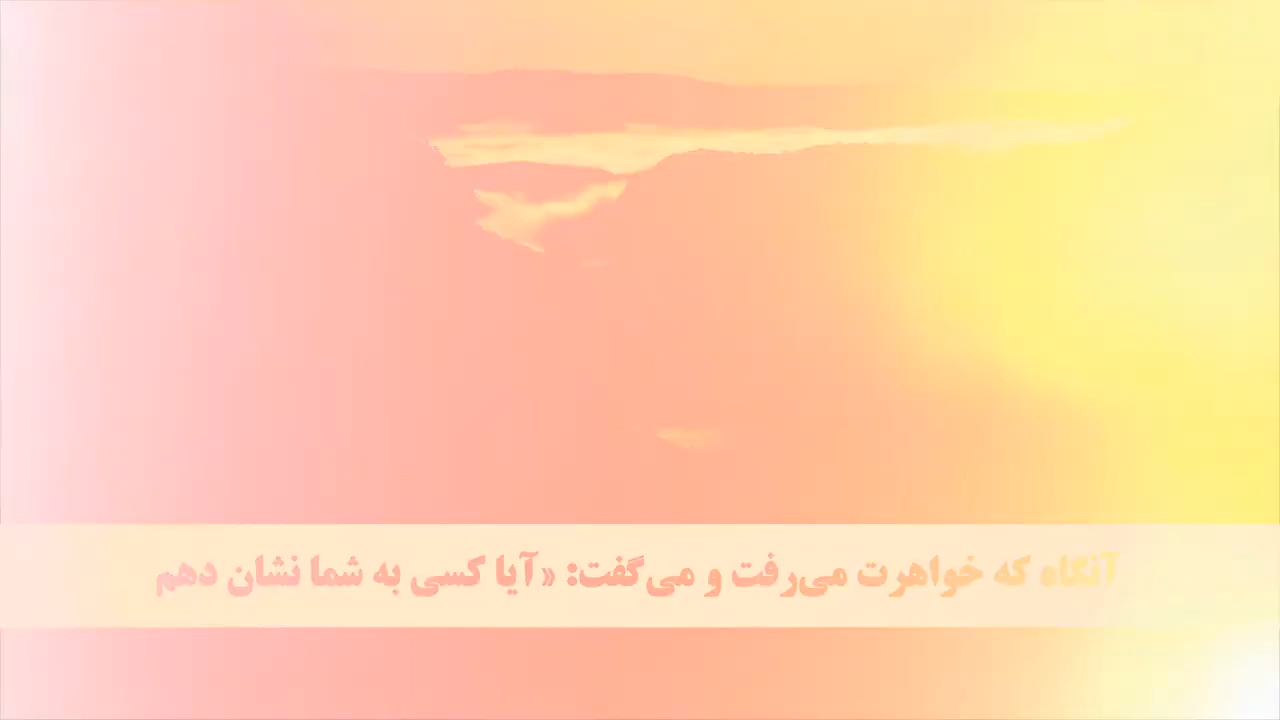 آنگاه که خواهرت می‌رفت و می‌گفت: «آیا کسی به شما نشان دهم